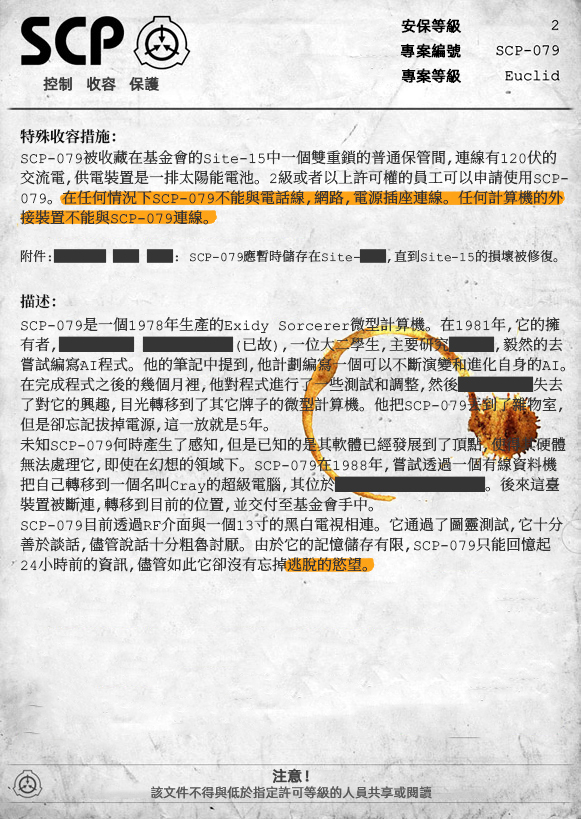 SCP
控制 收容 保護
安保等級 2
專案編號 SCP-079
專案等級 Euclid
特殊收容措施:
SCP-079被收藏在基金會的Site-15中一個雙重鎖的普通保管間,連線有120伏的
交流電,供電裝置是一排太陽能電池。2級或者以上許可權的員工可以申請使用SCP-
079。在任何情況下SCP-079不能與電話線,網路,電源插座連線。任何計算機的外
接裝置不能與SCP-079連線。
附件: : SCP-079應暫時儲存在Site- ,直到Site-15的損壞被修復。
描述:
SCP-079是一個1978年生產的Exidy Sorcerer微型計算機。在1981年,它的擁
有者, (已故),一位大二學生,主要研究 ,毅然的去
嘗試編寫AI程式。他的筆記中提到,他計劃編寫一個可以不斷演變和進化自身的AI。
在完成程式之後的幾個月裡,他對程式進行了一些測試和調整,然後 失去
了對它的興趣,目光轉移到了其它牌子的微型計算機。他把SCP-079丟到了雜物室,
但是卻忘記拔掉電源,這一放就是5年。
未知SCP-079何時產生了感知,但是已知的是其軟體已經發展到了頂點,使得其硬體
無法處理它,即使在幻想的領域下。SCP-079在1988年,嘗試透過一個有線資料機
把自己轉移到一個名叫Cray的超級電腦,其位於 。後來這臺
裝置被斷連,轉移到目前的位置,並交付至基金會手中。
SCP-079目前透過RF介面與一個13寸的黑白電視相連。它通過了圖靈測試,它十分
善於談話,儘管說話十分粗魯討厭。由於它的記憶儲存有限,SCP-079只能回憶起
24小時前的資訊,儘管如此它卻沒有忘掉逃脫的慾望。
注意!
該文件不得與低於指定許可等級的人員共享或閱讀